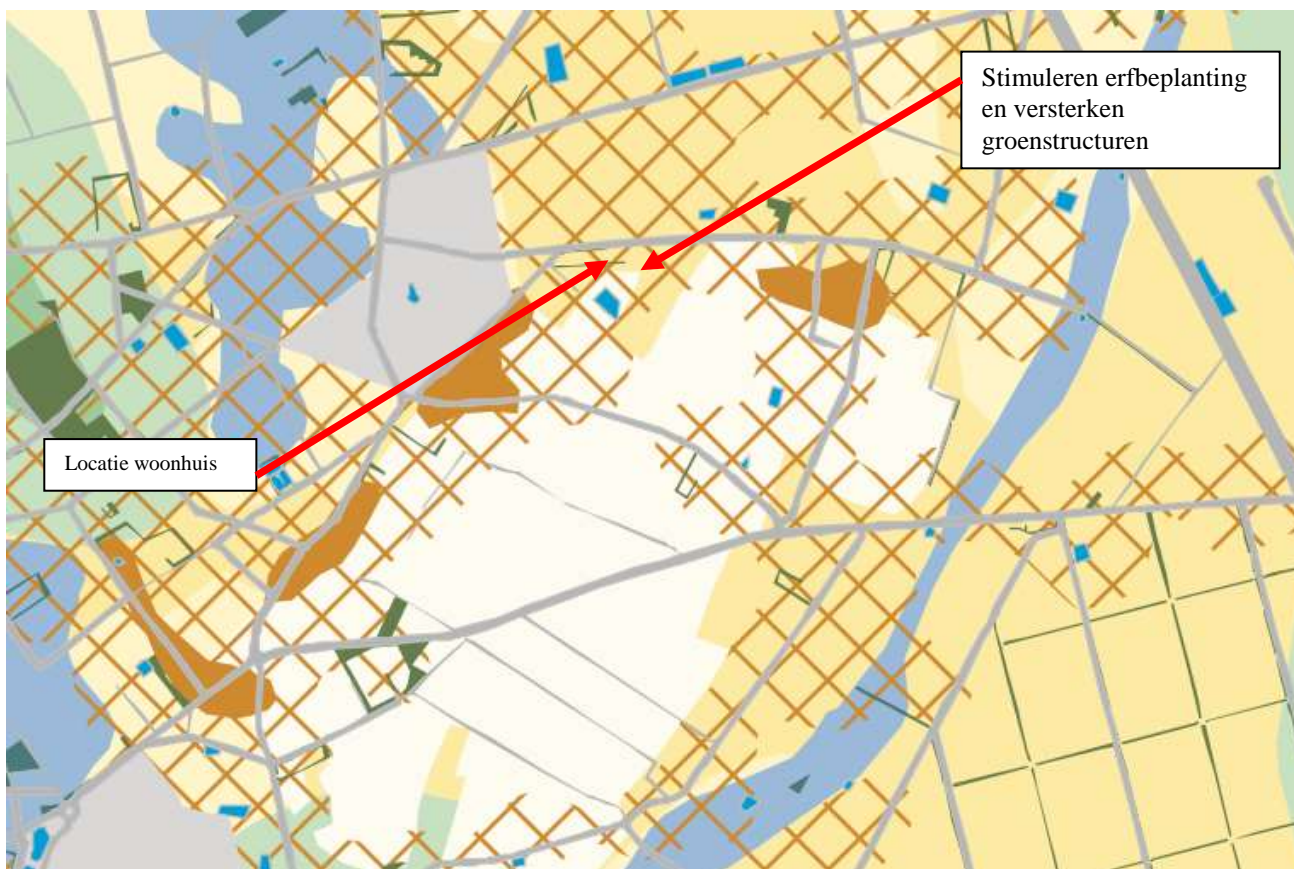 Stimuleren erfbeplanting
en versterken
groenstructuren
Locatie woonhuis